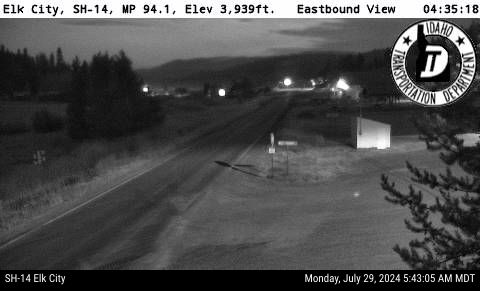 Elk City, SH-14, MP 94.1, Elev 3,939ft. Eastbound View 04:35:18
IDAHO
TRANSPORTATION DEPARTMENT
SH-14 Elk City Monday, July 29, 2024 5:43:05 AM MDT